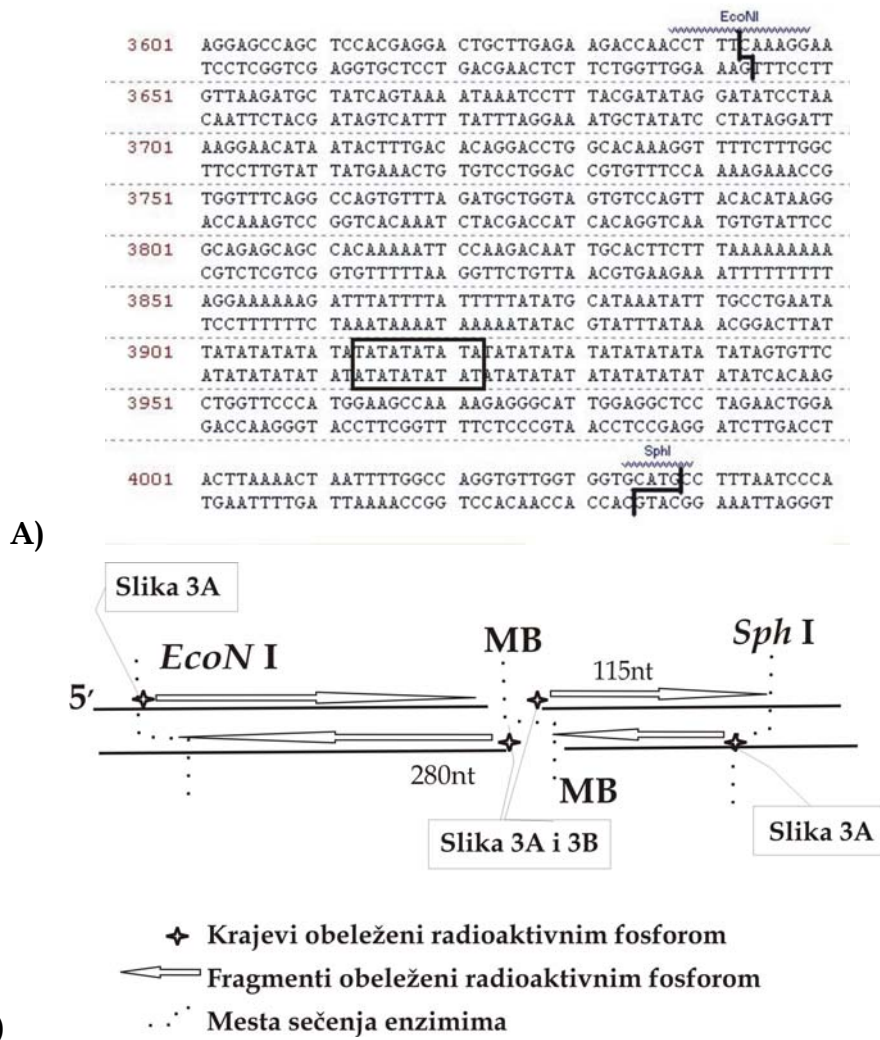 EcoNI
3601 AGGAGCCAGC TCCACGAGGA CTGCTTGAGA AGACCAACCT TTCAAAGGAA
TCCTCGGTCG AGGTGCTCCT GACGAACTCT TCTGGTTGGA AAGTTTCCTT
3651 GTTAAGATGC TATCAGTAAA ATAAATCCTT TACGATATAG GATATCCTAA
CAATTCTACG ATAGTCATTT TATTTAGGAA ATGCTATATC CTATAGGATT
3701 AAGGAACATA ATACTTTGAC ACAGGACCTG GCACAAAGGT TTTCTTTGGC
TTCCTTGTAT TATGAAACTG TGTCCTGGAC CGTGTTTCCA AAAGAAACCG
3751 TGGTTTCAGG CCAGTGTTTA GATGCTGGTA GTGTCCAGTT ACACATAAGG
ACCAAAGTCC GGTCACAAAT CTACGACCAT CACAGGTCAA TGTGTATTCC
3801 GCAGAGCAGC CACAAAAATT CCAAGACAAT TGCACTTCTT TAAAAAAAAA
CGTCTCGTCG GTGTTTTTAA GGTTCTGTTA ACGTGAAGAA ATTTTTTTTT
3851 AGGAAAAAAG ATTTATTTTA TTTTTATATG CATAAATATT TGCCTGAATA
TCCTTTTTTC TAAATAAAAT AAAAATATAC GTATTTATAA ACGGACTTAT
3901 TATATATATA TATATATATA TATATATATA TATATATATA TATAGTGTTC
ATATATATAT ATATATATAT ATATATATAT ATATATATAT ATATCACAAG
3951 CTGGTTCCCA TGGAAGCCAA AAGAGGGCAT TGGAGGCTCC TAGAACTGGA
GACCAAGGGT ACCTTCGGTT TTCTCCCGTA ACCTCCGAGG ATCTTGACCT
SphI
4001 ACTTAAAACT AATTTTGGCC AGGTGTTGGT GGTGCATGCC TTTAATCCCA
TGAATTTTGA TTAAAACCGG TCCACAACCA CCACGTACGG AAATTAGGGT
A)
Slika 3A
EcoN I
MB
Sph I
115nt
5′
280nt
MB
Slika 3A i 3B
Slika 3A
Krajevi obeleženi radioaktivnim fosforom
Fragmenti obeleženi radioaktivnim fosforom
Mesta sečenja enzimima
)